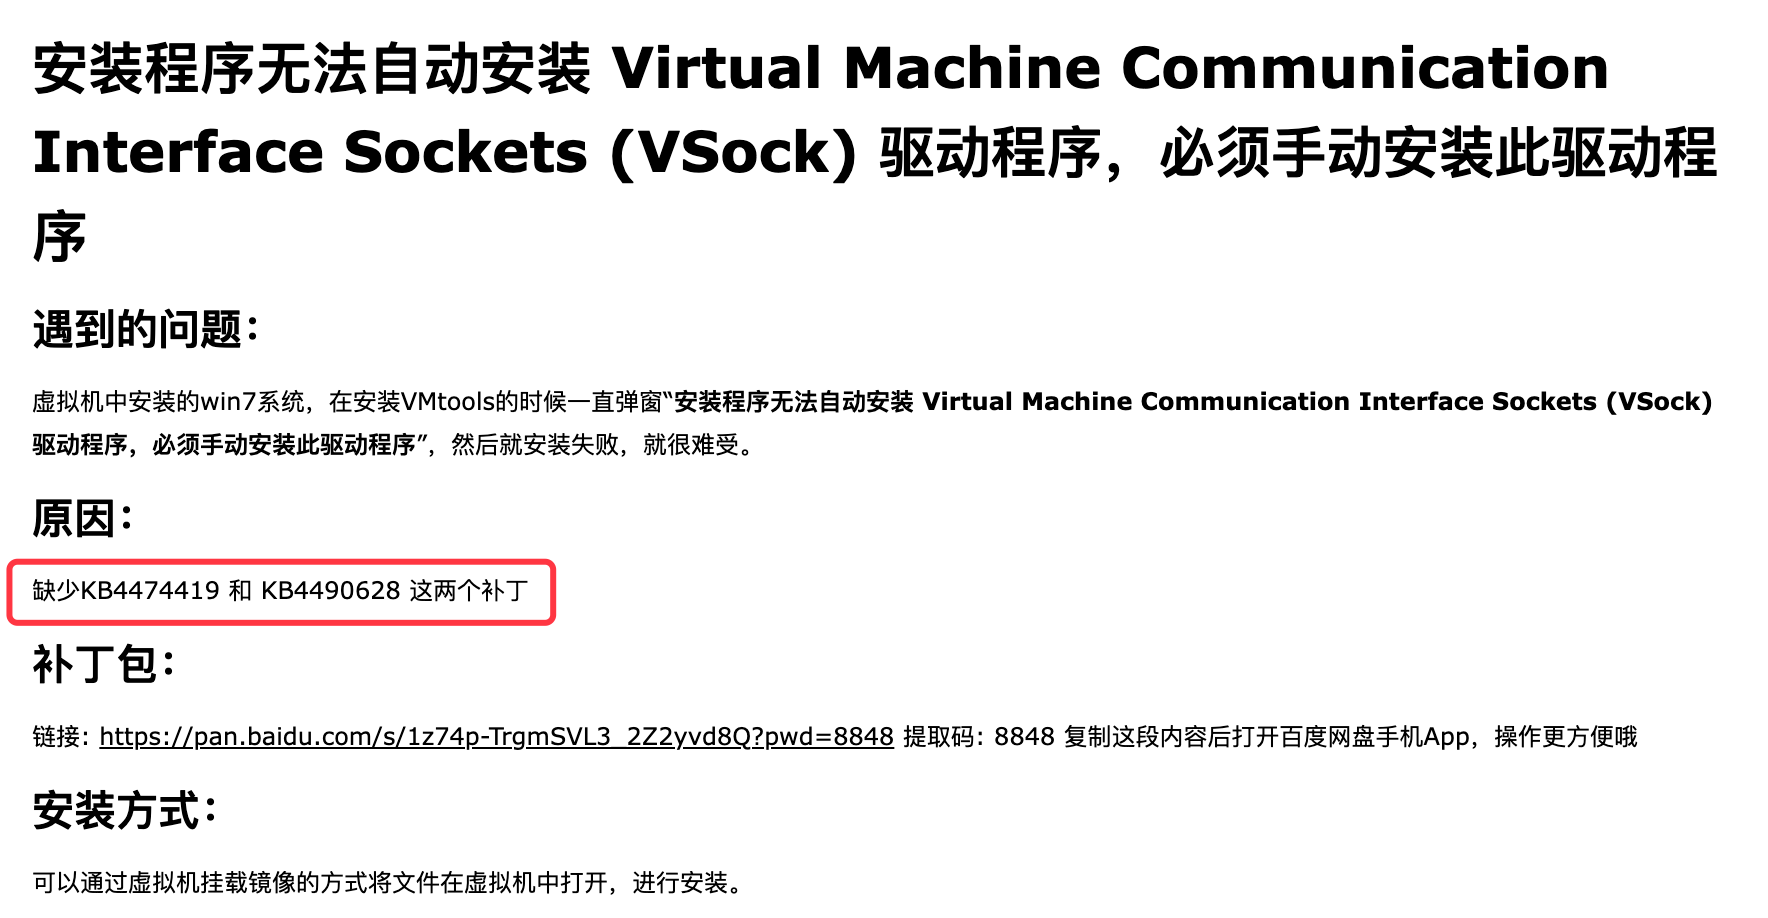 安装程序无法自动安装 Virtual Machine Communication
Interface Sockets (VSock) 驱动程序，必须手动安装此驱动程
序
遇到的问题：
虚拟机中安装的win7系统，在安装VMtools的时候一直弹窗“安装程序无法自动安装 Virtual Machine Communication Interface Sockets (VSock)
驱动程序，必须手动安装此驱动程序”，然后就安装失败，就很难受。
原因：
缺少KB4474419 和 KB4490628 这两个补丁
补丁包：
链接: https://pan.baidu.com/s/1z74p-TrgmSVL3_2Z2yvd8Q?pwd=8848 提取码: 8848 复制这段内容后打开百度网盘手机App，操作更方便哦
安装方式：
可以通过虚拟机挂载镜像的方式将文件在虚拟机中打开，进行安装。